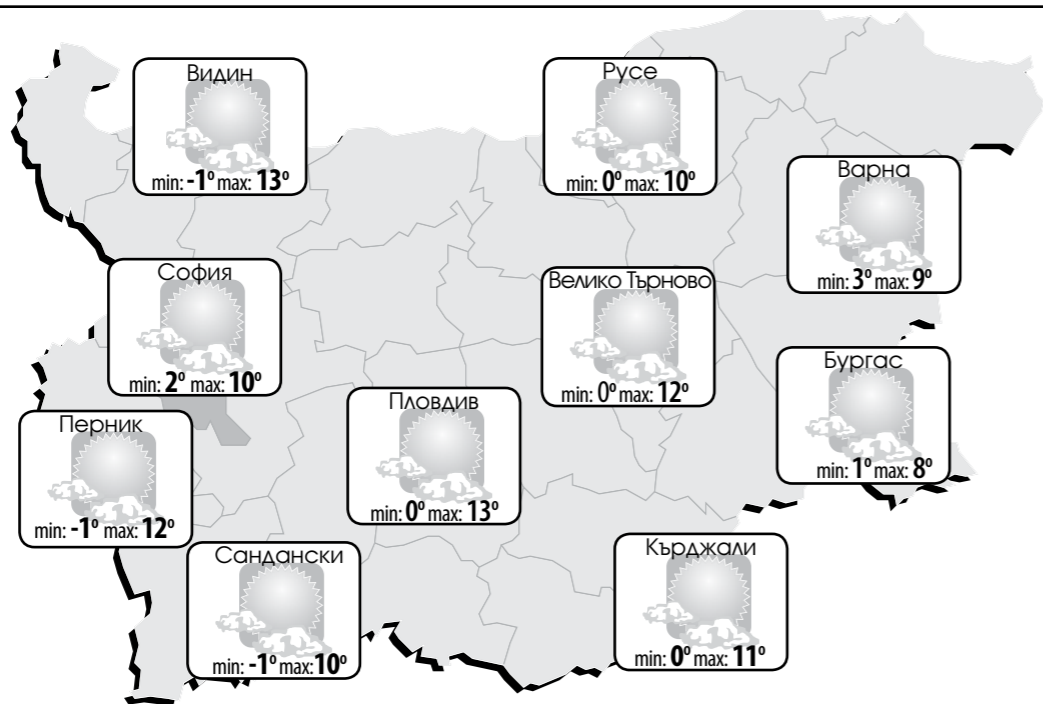 Видин
min: -1° max: 13°
Русе
min: 0° max: 10°
Варна
min: 3° max: 9°
София
min: 2° max: 10°
Велико Търново
min: 0° max: 12°
Бургас
min: 1° max: 8°
Пловдив
min: 0° max: 13°
Перник
min: -1° max: 12°
Сандански
min: -1° max: 10°
Кърджали
min: 0° max: 11°